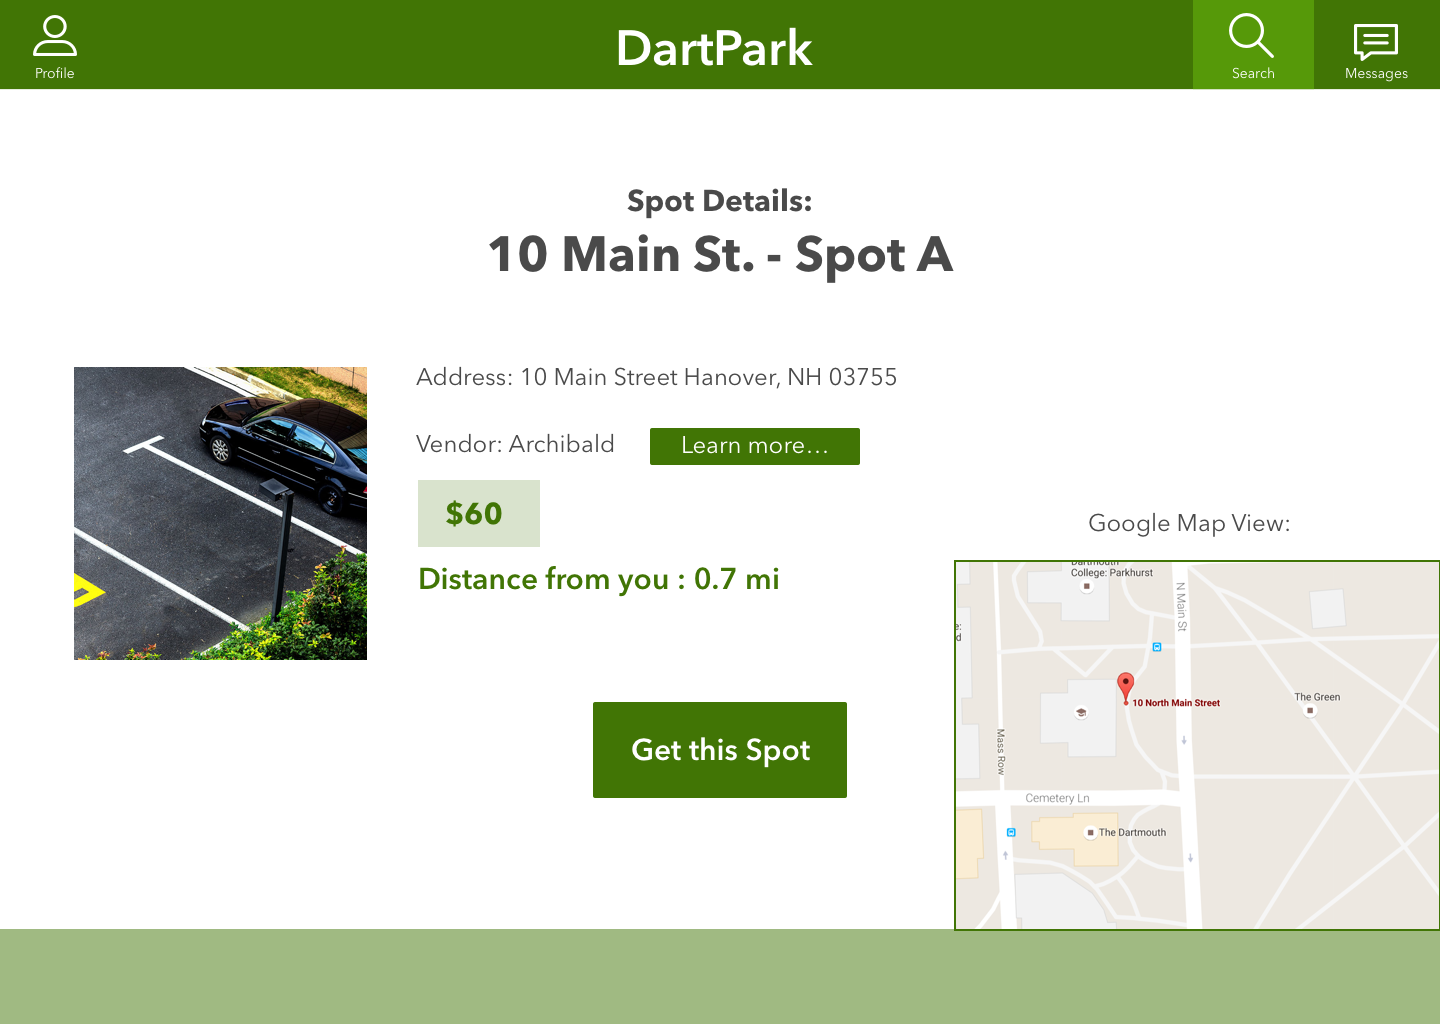 DartPark
Profile
Search
Messages
Spot Details:
10 Main St. - Spot A
Address: 10 Main Street Hanover, NH 03755
Vendor: Archibald
Learn more...
$60
Distance from you : 0.7 mi
Get this Spot
Google Map View:
Dartmouth
College: Parkhurst
N Main St
e:
d
10 North Main Street
The Green
Mass Row
Cemetery Ln
The Dartmouth